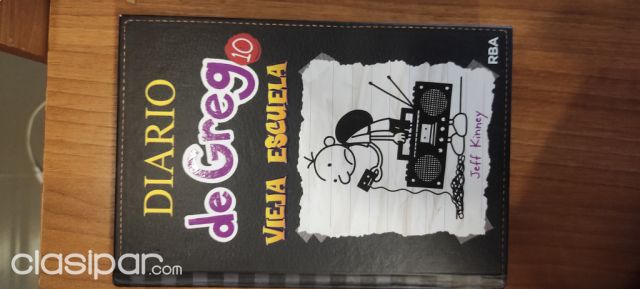 DIARIO
de Greg 10
VIEJA ESCUELA
Jeff Kinney
RBA
clasipar.com